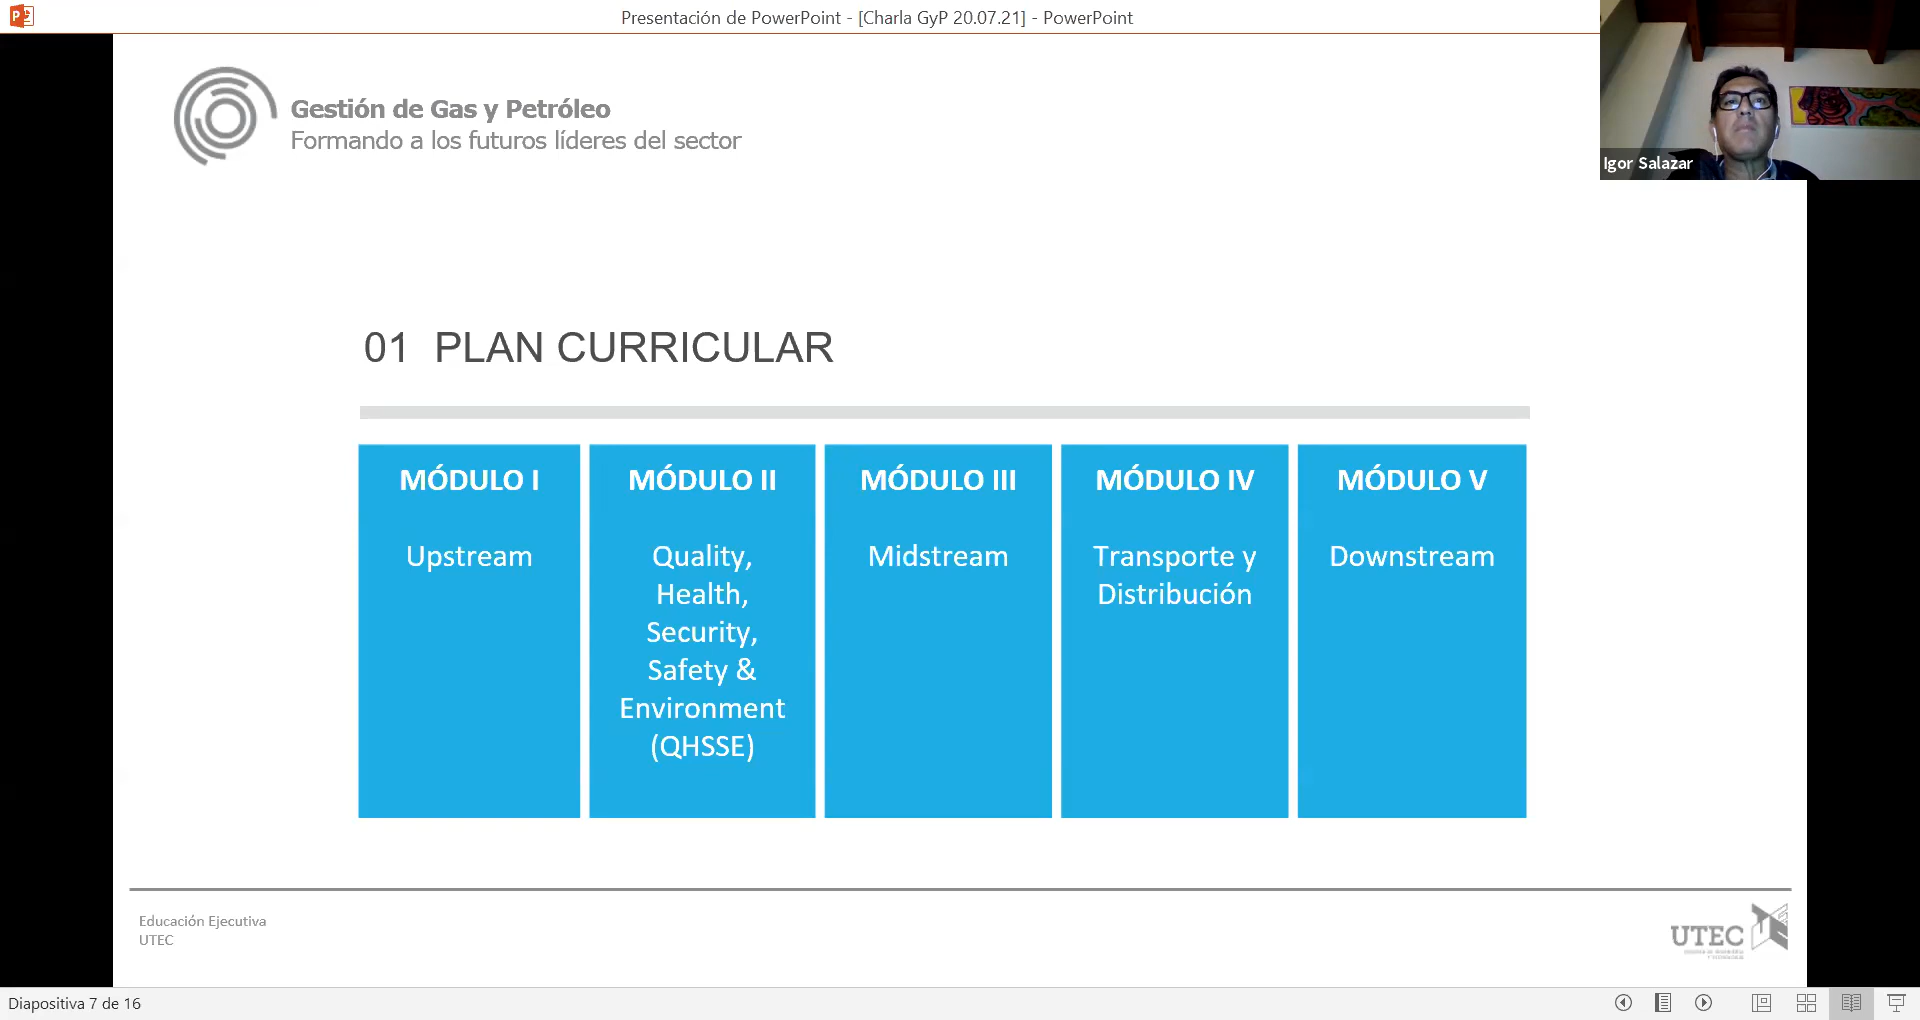 Presentación de PowerPoint - [Charla GyP 20.07.21] - PowerPoint
Gestión de Gas y Petróleo
Formando a los futuros líderes del sector
Igor Salazar
01 PLAN CURRICULAR
MÓDULO I
Upstream
MÓDULO II
Quality,
Health,
Security,
Safety &
Environment
(QHSSE)
MÓDULO III
Midstream
MÓDULO IV
Transporte y
Distribución
MÓDULO V
Downstream
Educación Ejecutiva
UTEC
UTEC
Diapositiva 7 de 16